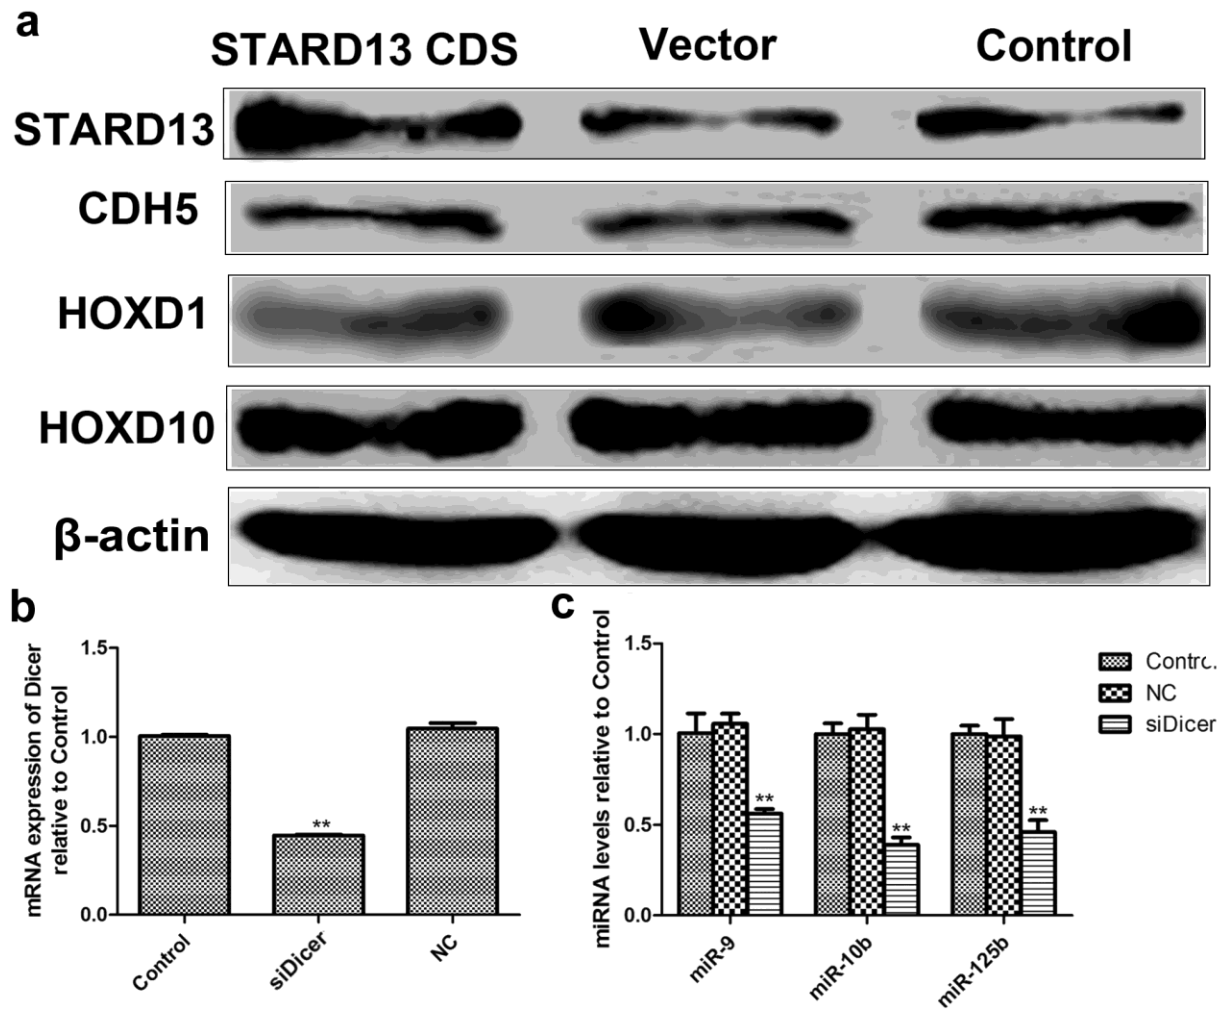 a
STARD13 CDS Vector Control
STARD13
CDH5
HOXD1
HOXD10
β-actin
b
mRNA expression of Dicer
relative to Control
1.5
1.0
0.5
0.0
Control
siDicer
NC
**
c
miRNA levels relative to Control
1.5
1.0
0.5
0.0
**
**
**
miR-9
miR-10b
miR-125b
NC
siDicer